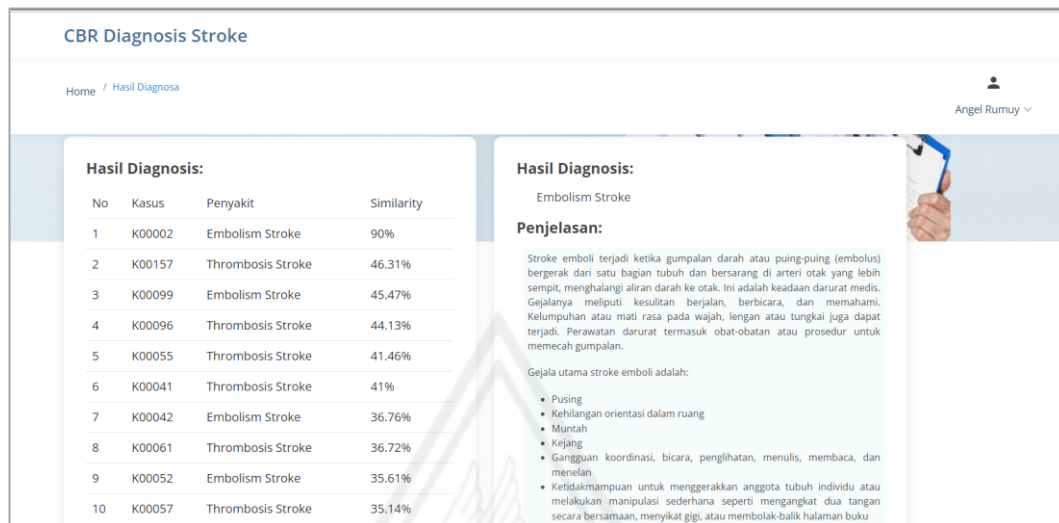 CBR Diagnosis Stroke
Home / Hasil Diagnosa
Angel Rumuy
Hasil Diagnosis:
No Kasus Penyakit Similarity
1 K00002 Embolism Stroke 90%
2 K00157 Thrombosis Stroke 46.31%
3 K00099 Embolism Stroke 45.47%
4 K00096 Thrombosis Stroke 44.13%
5 K00055 Thrombosis Stroke 41.46%
6 K00041 Thrombosis Stroke 41%
7 K00042 Embolism Stroke 36.76%
8 K00061 Thrombosis Stroke 36.72%
9 K00052 Embolism Stroke 35.61%
10 K00057 Thrombosis Stroke 35.14%
Hasil Diagnosis:
Embolism Stroke
Penjelasan:
Stroke emboli terjadi ketika gumpalan darah atau puing-puing (embolus)
bergerak dari satu bagian tubuh dan bersarang di arteri otak yang lebih
sempit, menghalangi aliran darah ke otak. Ini adalah keadaan darurat medis.
Gejalanya meliputi kesulitan berjalan, berbicara, dan memahami.
Kelumpuhan atau mati rasa pada wajah, lengan atau tungkai juga dapat
terjadi. Perawatan darurat termasuk obat-obatan atau prosedur untuk
memecah gumpalan.
Gejala utama stroke emboli adalah:
• Pusing
• Kehilangan orientasi dalam ruang
• Muntah
• Kejang
• Gangguan koordinasi, bicara, penglihatan, menulis, membaca, dan
menelan
• Ketidakmampuan untuk menggerakkan anggota tubuh individu atau
melakukan manipulasi sederhana seperti mengangkat dua tangan
secara bersamaan, menyikat gigi, atau membolak-balik halaman buku